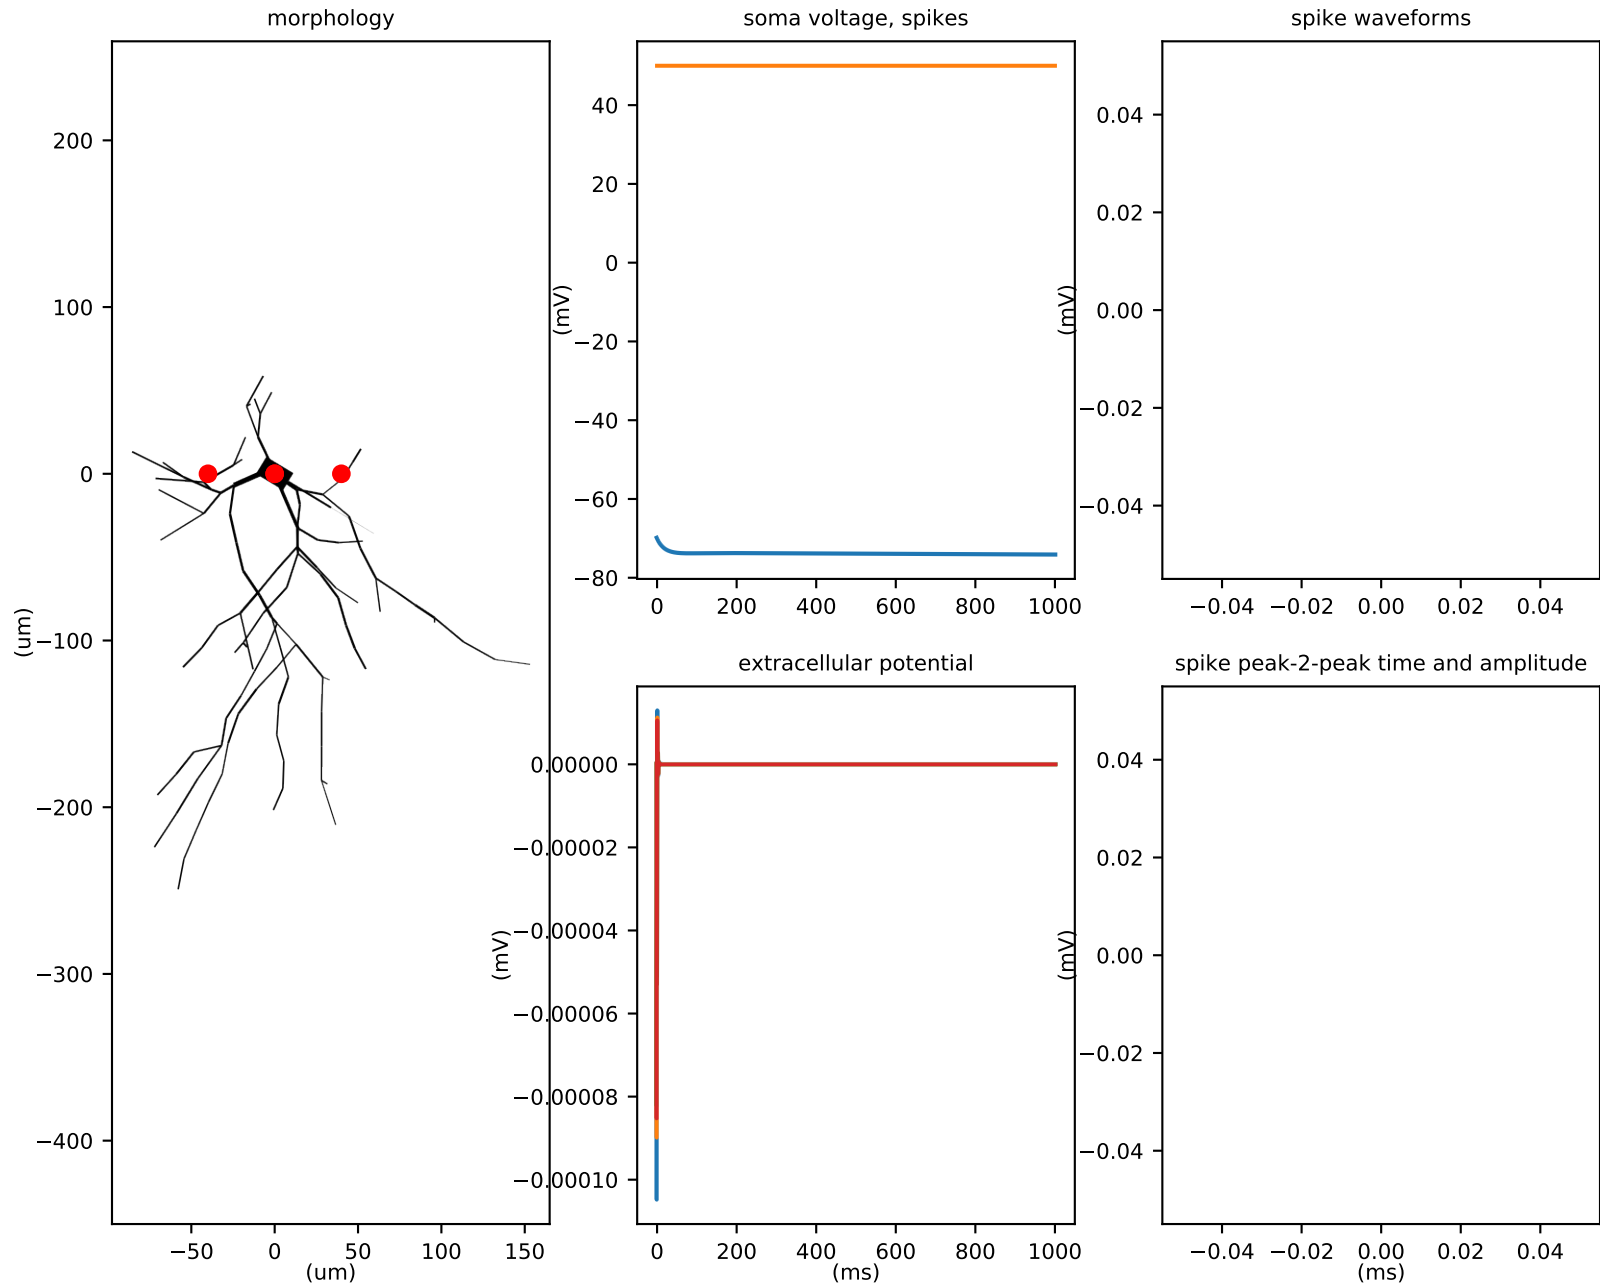 morphology
200
100
0
−100
−200
−300
−400
(um)
−50 0 50 100 150
(um)
soma voltage, spikes
40
20
0
−20
−40
−60
−80
(mV)
0 200 400 600 800 1000
spike waveforms
0.04
0.02
0.00
−0.02
−0.04
(mV)
−0.04 −0.02 0.00 0.02 0.04
extracellular potential
0.00000
−0.00002
−0.00004
−0.00006
−0.00008
−0.00010
(mV)
0 200 400 600 800 1000
(ms)
spike peak-2-peak time and amplitude
0.04
0.02
0.00
−0.02
−0.04
(mV)
−0.04 −0.02 0.00 0.02 0.04
(ms)